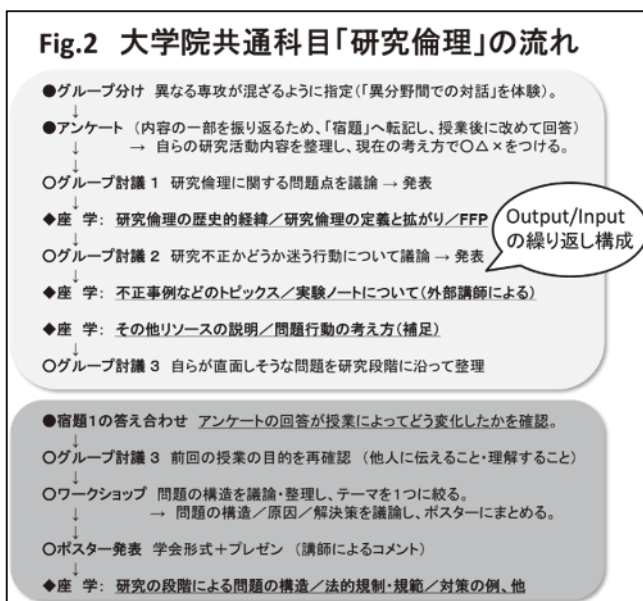 Fig.2 大学院共通科目「研究倫理」の流れ
●グループ分け 異なる専攻が混ざるように指定(「異分野間での対話」を体験)。
↓
●アンケート (内容の一部を振り返るため、「宿題」へ転記し、授業後に改めて回答)
↓ → 自らの研究活動内容を整理し、現在の考え方で〇△×をつける。
↓
〇グループ討議 1 研究倫理に関する問題点を議論 → 発表
↓
◆座 学: 研究倫理の歴史的経緯/研究倫理の定義と拡がり/FFP
↓
〇グループ討議 2 研究不正かどうか迷う行動について議論 → 発表
↓
◆座 学: 不正事例などのトピックス/実験ノートについて(外部講師による)
↓
◆座 学: その他リソースの説明/問題行動の考え方(補足)
↓
〇グループ討議 3 自らが直面しそうな問題を研究段階に沿って整理
Output/Input
の繰り返し構成
●宿題1の答え合わせ アンケートの回答が授業によってどう変化したかを確認。
↓
〇グループ討議 3 前回の授業の目的を再確認 (他人に伝えること・理解すること)
↓
〇ワークショップ 問題の構造を議論・整理し、テーマを1つに絞る。
↓ → 問題の構造/原因/解決策を議論し、ポスターにまとめる。
↓
〇ポスター発表 学会形式+プレゼン (講師によるコメント)
↓
◆座 学: 研究の段階による問題の構造/法的規制・規範/対策の例、他